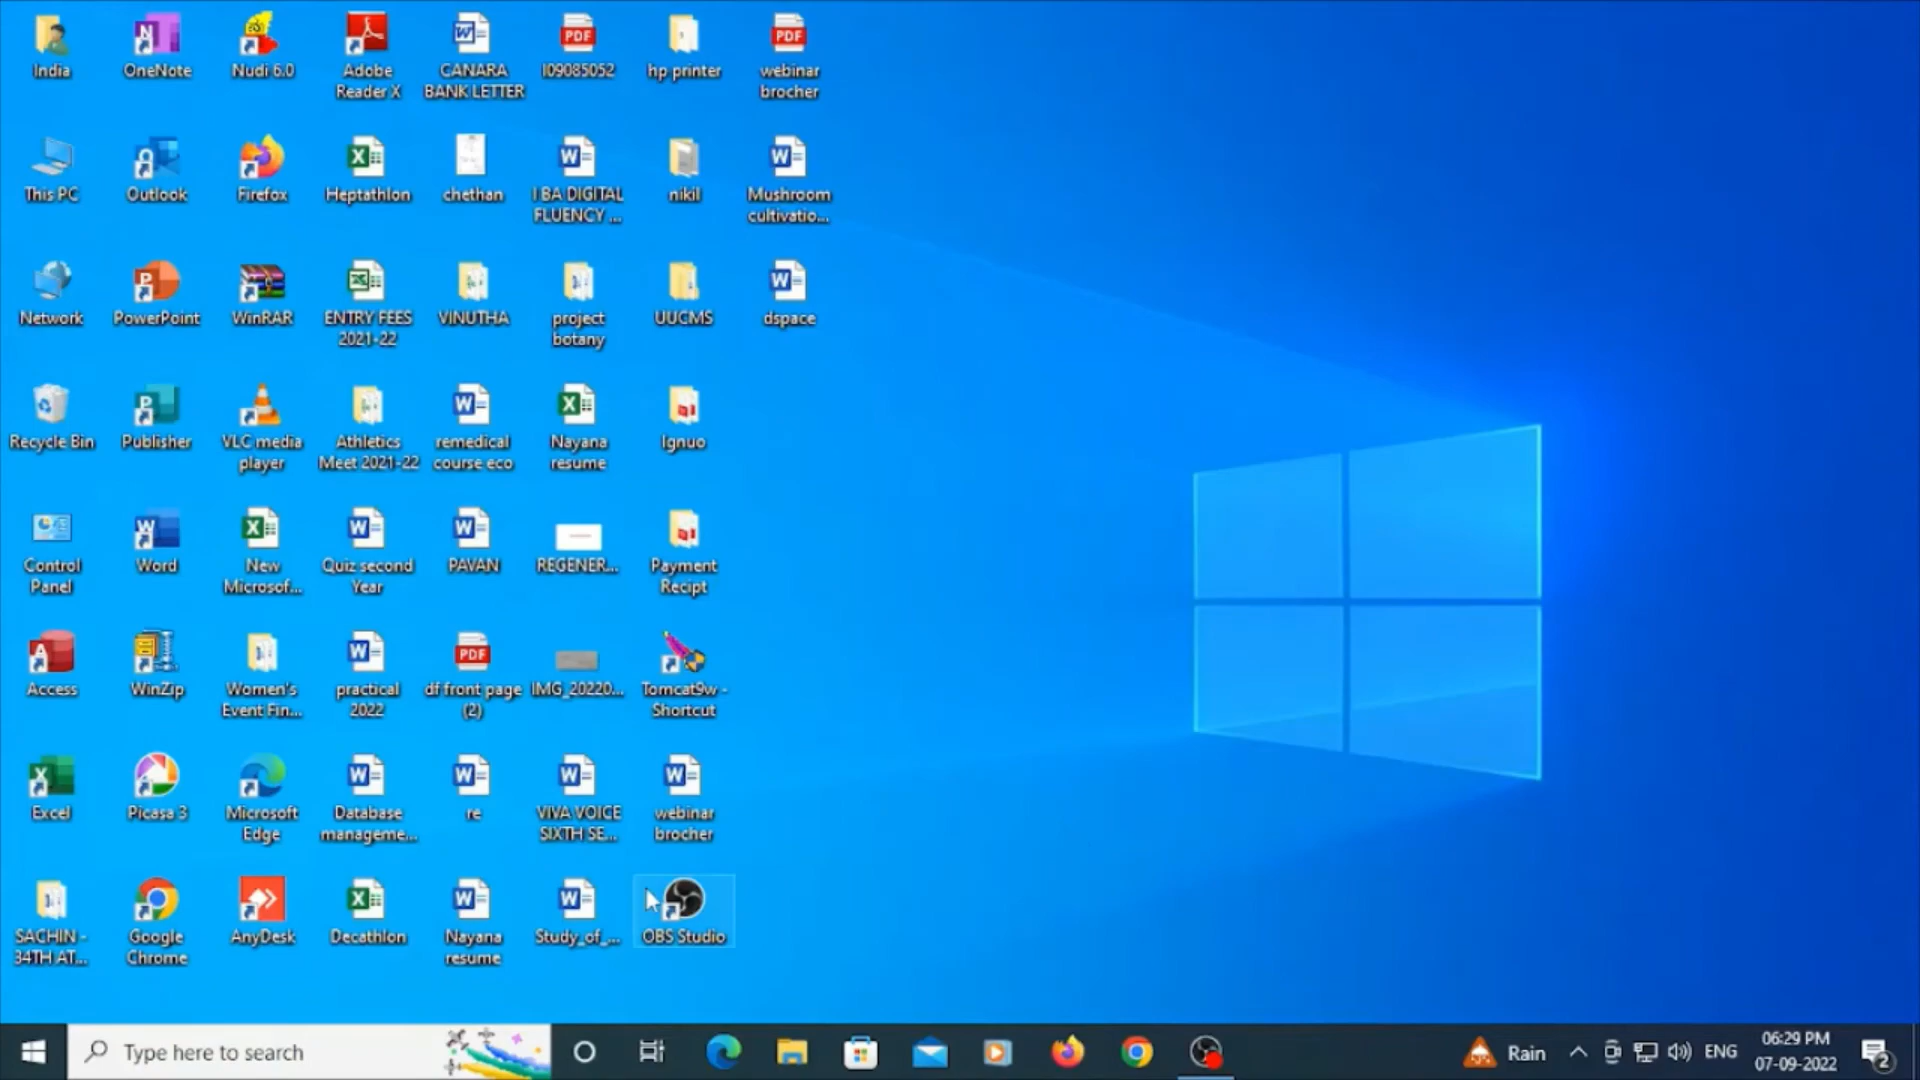 India
OneNote
Nudi 6.0
Adobe
Reader X
CANARA
BANK LETTER
PDF
I09085052
hp printer
PDF
webinar
brocher
This PC
Outlook
Firefox
Heptathlon
chethan
I BA DIGITAL
FLUENCY ...
nikil
Mushroom
cultivatio...
Network
PowerPoint
WinRAR
ENTRY FEES
2021-22
VINUTHA
project
botany
UUCMS
dspace
Recycle Bin
Publisher
VLC media
player
Athletics
Meet 2021-22
remedical
course eco
Nayana
resume
Ignuo
Control
Panel
Word
New
Microsof...
Quiz second
Year
PAVAN
REGENER...
Payment
Recipt
Access
WinZip
Women's
Event Fin...
practical
2022
PDF
df front page
(2)
IMG_20220...
Tomcat9w -
Shortcut
Excel
Picasa 3
Microsoft
Edge
Database
manageme...
re
VIVA VOICE
SIXTH SE...
webinar
brocher
SACHIN -
34TH AT...
Google
Chrome
AnyDesk
Decathlon
Nayana
resume
Study_of_...
OBS Studio
Type here to search
Rain
ENG
06:29 PM
07-09-2022
2